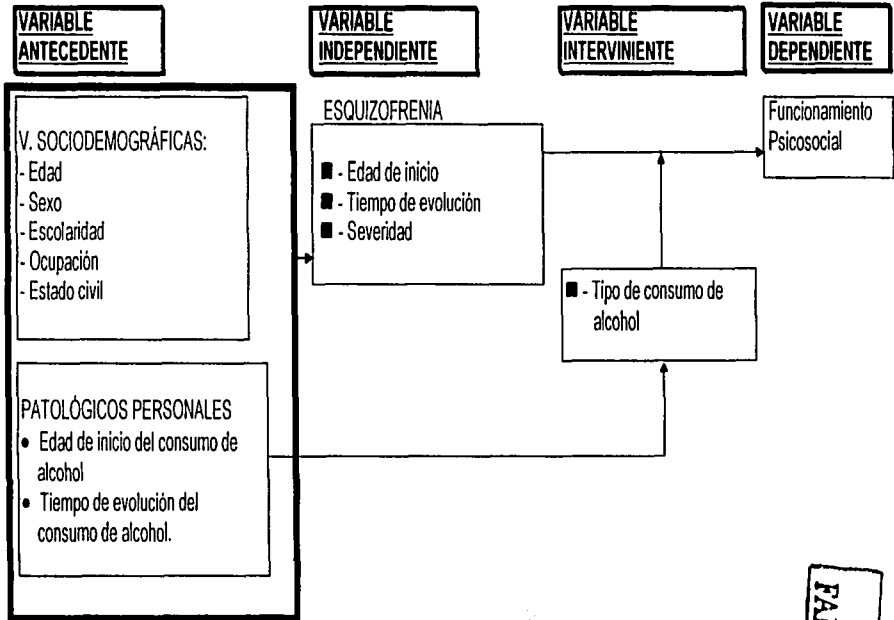 VARIABLE
ANTECEDENTE
VARIABLE
INDEPENDIENTE
VARIABLE
INTERVINIENTE
VARIABLE
DEPENDIENTE
V. SOCIODEMOGRÁFICAS:
- Edad
- Sexo
- Escolaridad
- Ocupación
- Estado civil
PATOLÓGICOS PERSONALES
• Edad de inicio del consumo de
alcohol
• Tiempo de evolución del
consumo de alcohol.
ESQUIZOFRENIA
■ - Edad de inicio
■ - Tiempo de evolución
■ - Severidad
■ - Tipo de consumo de
alcohol
Funcionamiento
Psicosocial